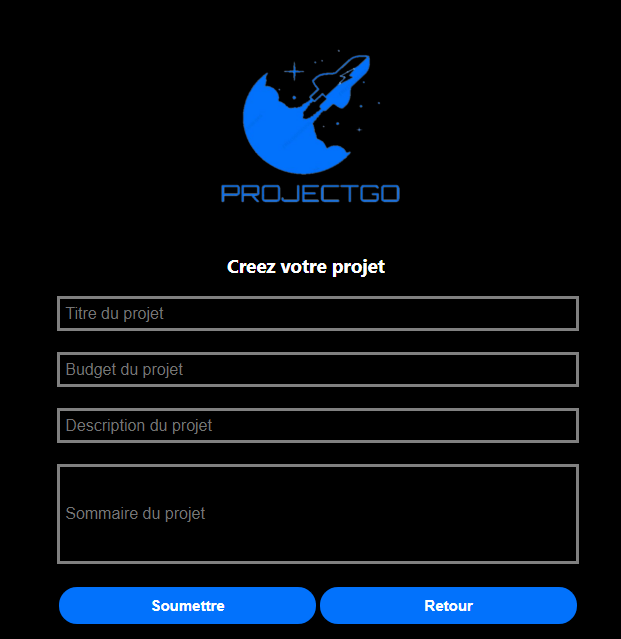 PROJECTGO
Creez votre projet
Titre du projet
Budget du projet
Description du projet
Sommaire du projet
Soumettre Retour